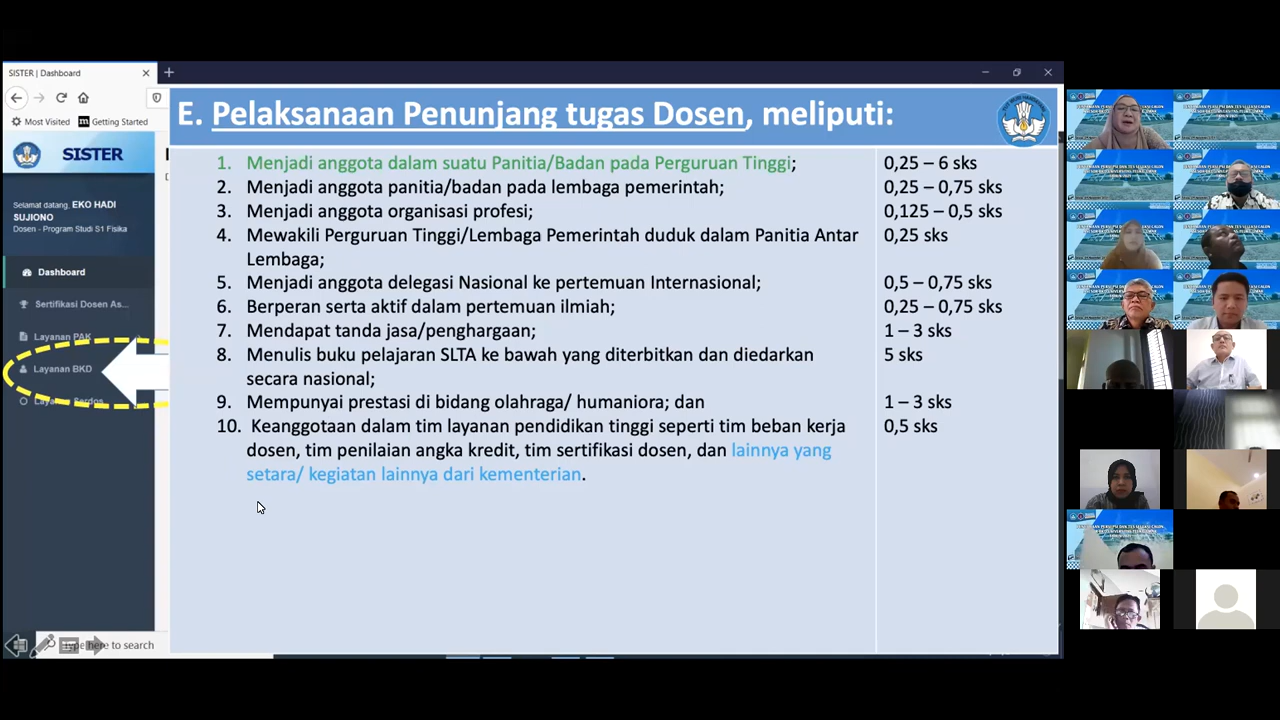 SISTER | Dashboard
Most Visited
Getting Started
SISTER
Selamat datang, EKO HADI
SUJIONO
Dosen - Program Studi S1 Fisika
Dashboard
Sertifikasi Dosen As...
Layanan PAK
Layanan BKD
Layanan Serdos
Type here to search
E. Pelaksanaan Penunjang tugas Dosen, meliputi:
1. Menjadi anggota dalam suatu Panitia/Badan pada Perguruan Tinggi; 0,25 – 6 sks
2. Menjadi anggota panitia/badan pada lembaga pemerintah; 0,25 – 0,75 sks
3. Menjadi anggota organisasi profesi; 0,125 – 0,5 sks
4. Mewakili Perguruan Tinggi/Lembaga Pemerintah duduk dalam Panitia Antar 0,25 sks
Lembaga;
5. Menjadi anggota delegasi Nasional ke pertemuan Internasional; 0,5 – 0,75 sks
6. Berperan serta aktif dalam pertemuan ilmiah; 0,25 – 0,75 sks
7. Mendapat tanda jasa/penghargaan; 1 – 3 sks
8. Menulis buku pelajaran SLTA ke bawah yang diterbitkan dan diedarkan 5 sks
secara nasional;
9. Mempunyai prestasi di bidang olahraga/ humaniora; dan 1 – 3 sks
10. Keanggotaan dalam tim layanan pendidikan tinggi seperti tim beban kerja 0,5 sks
dosen, tim penilaian angka kredit, tim sertifikasi dosen, dan lainnya yang
setara/ kegiatan lainnya dari kementerian.